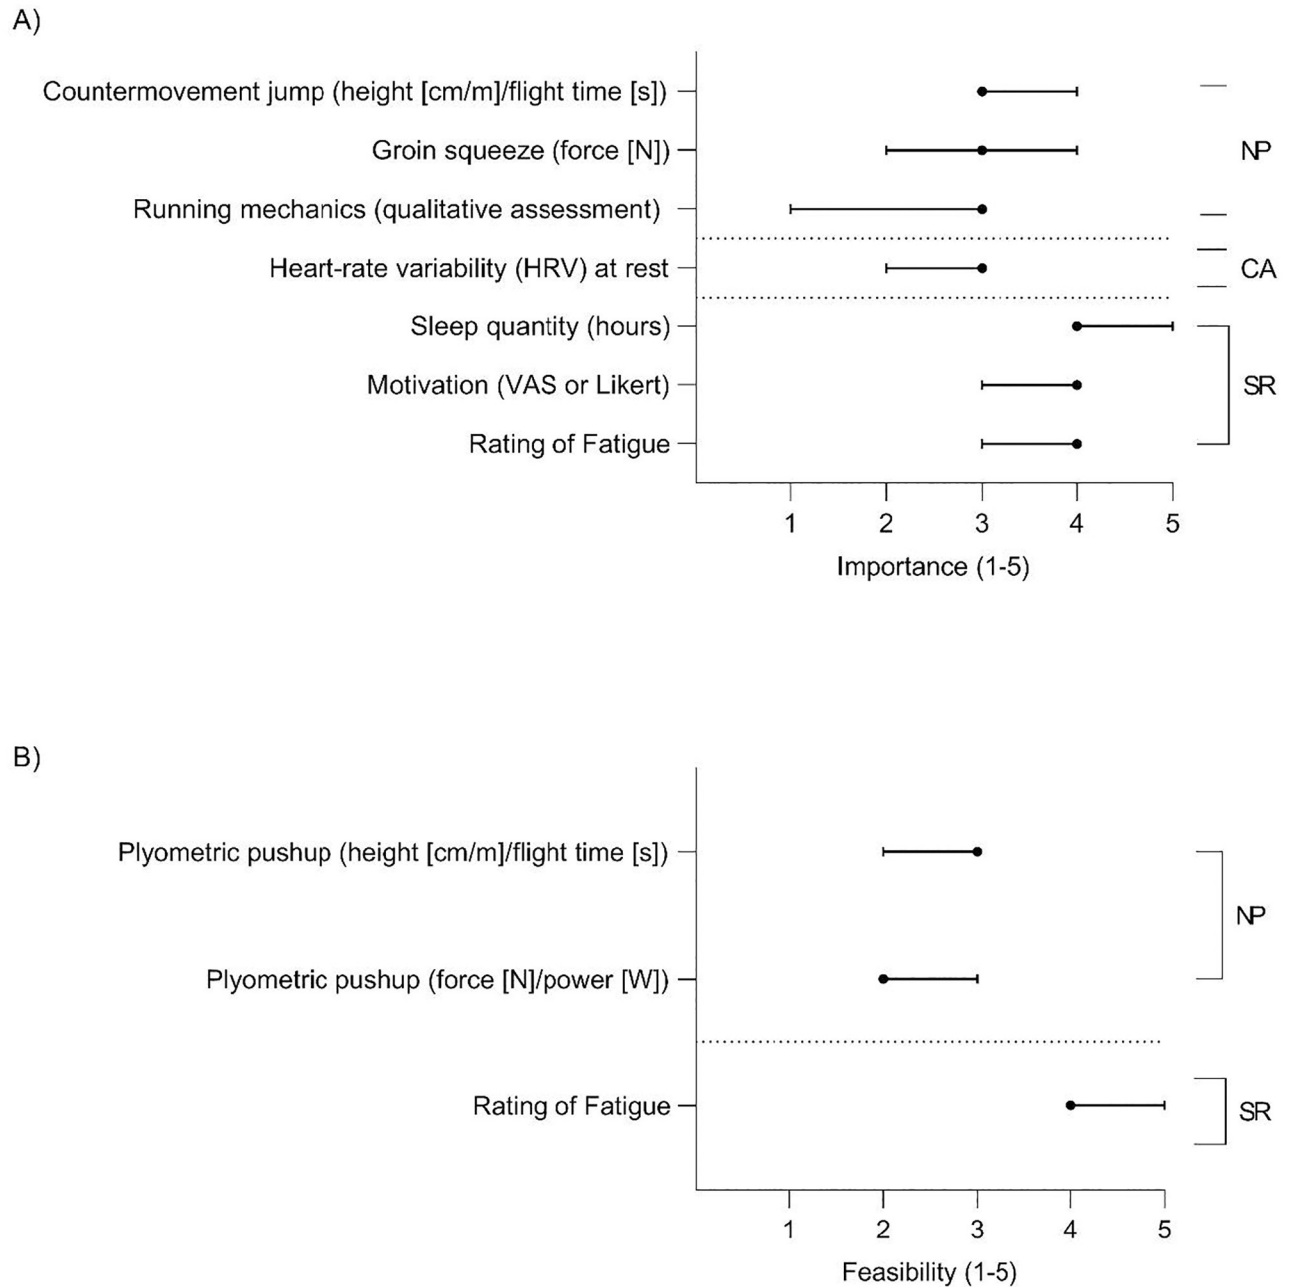 A)
Countermovement jump (height [cm/m]/flight time [s])
Groin squeeze (force [N])
NP
Running mechanics (qualitative assessment)
Heart-rate variability (HRV) at rest
CA
Sleep quantity (hours)
Motivation (VAS or Likert)
SR
Rating of Fatigue
1 2 3 4 5
Importance (1-5)
B)
Plyometric pushup (height [cm/m]/flight time [s])
NP
Plyometric pushup (force [N]/power [W])
Rating of Fatigue
SR
1 2 3 4 5
Feasibility (1-5)